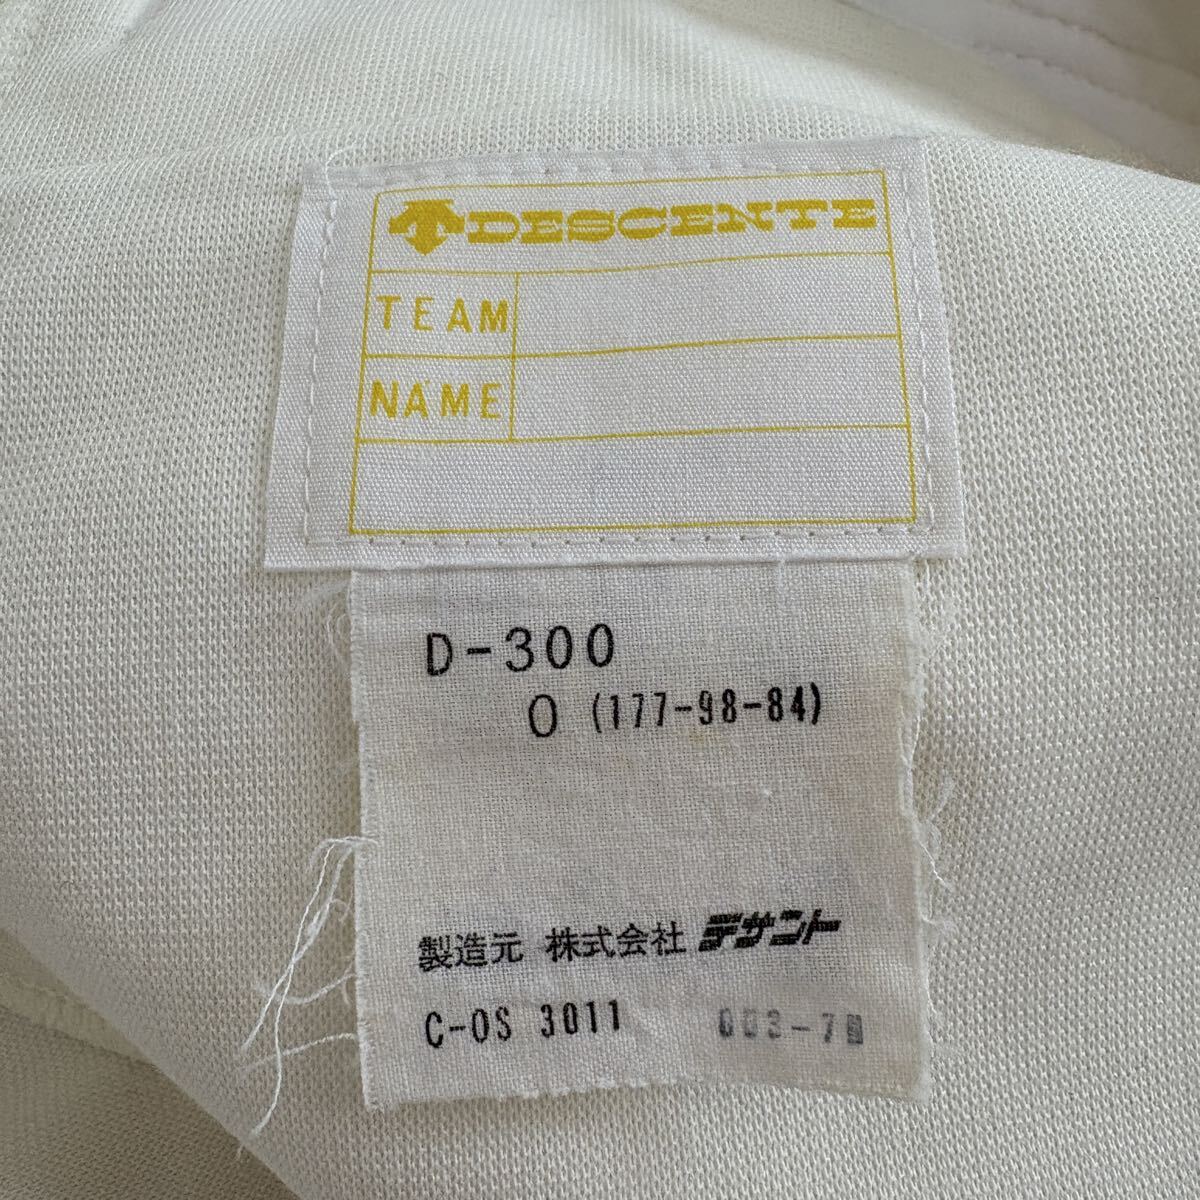 DESCENTE
TEAM
NAME
D-300
O (177-98-84)
製造元 株式会社 デサント
C-OS 3011